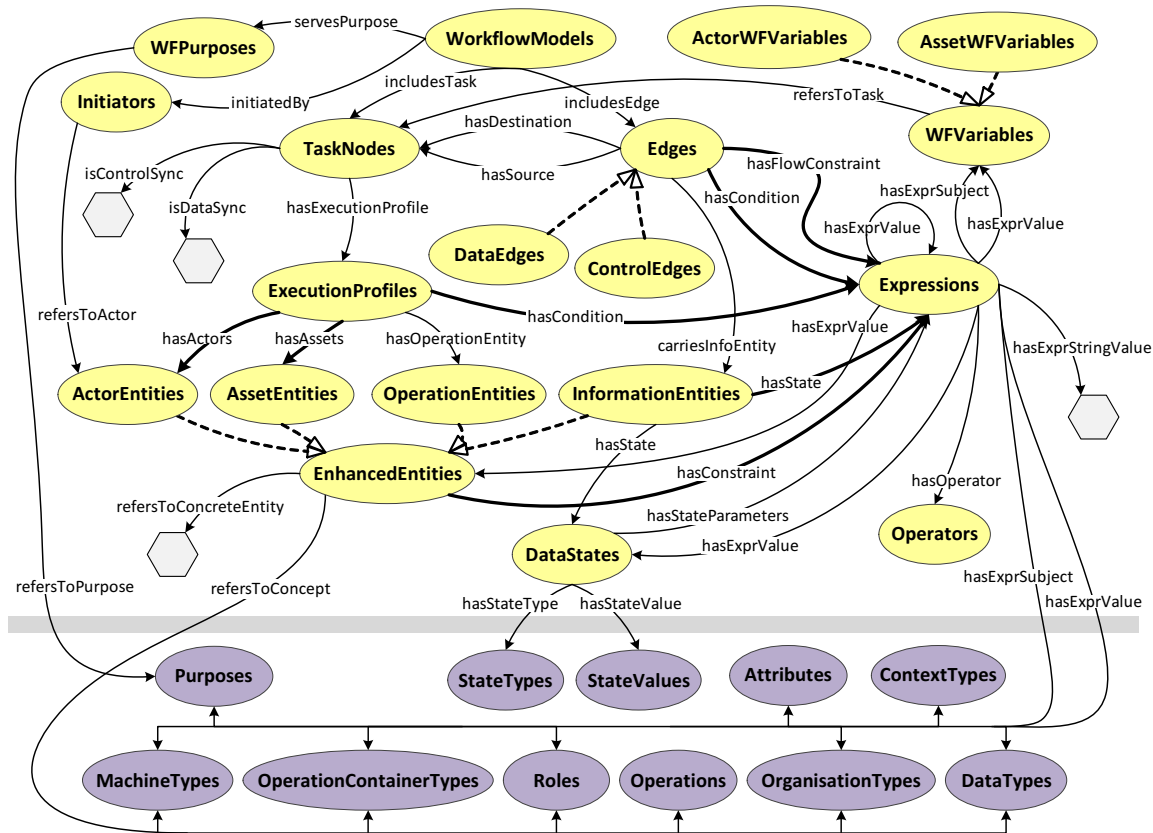 servesPurpose
ActorWFVariables
AssetWFVariables
WFPurposes
WorkflowModels
includesTask
Initiators
initiatedBy
includesEdge
refersToTask
hasDestination
WFVariables
TaskNodes
Edges
hasFlowConstraint
isControlSync
hasSource
hasCondition
hasExprSubject
isDataSync
hasExecutionProfile
hasExprValue
hasExprValue
DataEdges
ControlEdges
ExecutionProfiles
Expressions
refersToActor
hasCondition
hasExprValue
hasActors
hasAssets
hasOperationEntity
carriesInfoEntity
hasExprStringValue
ActorEntities
AssetEntities
OperationEntities
InformationEntities
hasState
hasState
EnhancedEntities
hasConstraint
hasOperator
refersToConcreteEntity
hasStateParameters
Operators
DataStates
hasExprValue
refersToPurpose
refersToConcept
hasExprSubject
hasStateType
hasStateValue
hasExprValue
Purposes
StateTypes
StateValues
Attributes
ContextTypes
MachineTypes
OperationContainerTypes
Roles
Operations
OrganisationTypes
DataTypes